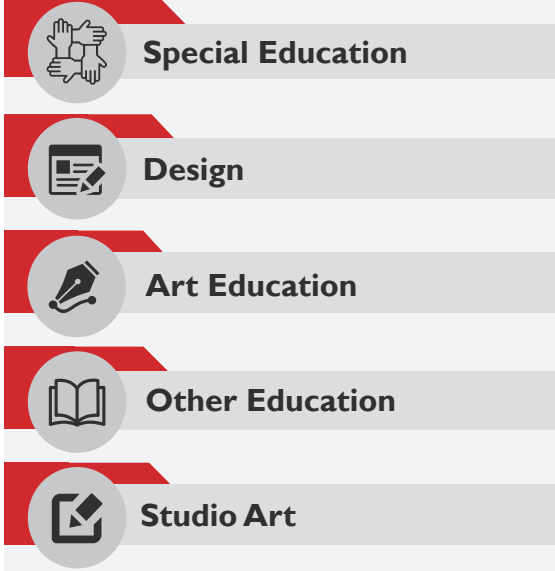 Special Education
Design
Art Education
Other Education
Studio Art